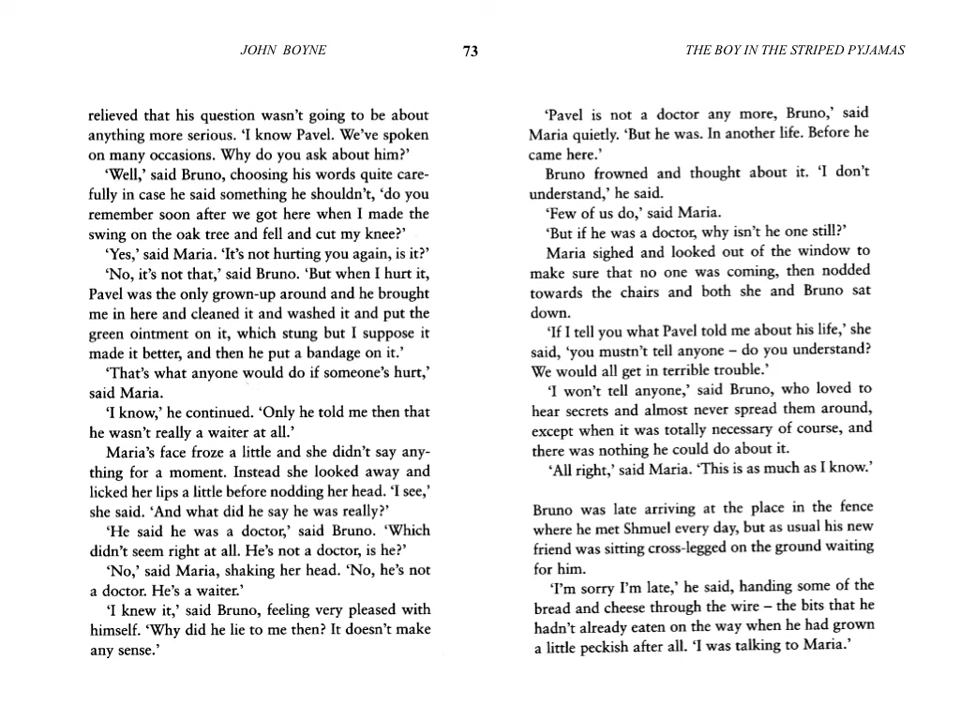 JOHN BOYNE
73
THE BOY IN THE STRIPED PYJAMAS
relieved that his question wasn't going to be about
anything more serious. 'I know Pavel. We've spoken
on many occasions. Why do you ask about him?'
'Well,' said Bruno, choosing his words quite care-
fully in case he said something he shouldn't, 'do you
remember soon after we got here when I made the
swing on the oak tree and fell and cut my knee?'
'Yes,' said Maria. 'It's not hurting you again, is it?'
'No, it's not that,' said Bruno. 'But when I hurt it,
Pavel was the only grown-up around and he brought
me in here and cleaned it and washed it and put the
green ointment on it, which stung but I suppose it
made it better, and then he put a bandage on it.'
'That's what anyone would do if someone's hurt,'
said Maria.
'I know,' he continued. 'Only he told me then that
he wasn't really a waiter at all.'
Maria's face froze a little and she didn't say any-
thing for a moment. Instead she looked away and
licked her lips a little before nodding her head. 'I see,'
she said. 'And what did he say he was really?'
'He said he was a doctor,' said Bruno. 'Which
didn't seem right at all. He's not a doctor, is he?'
'No,' said Maria, shaking her head. 'No, he's not
a doctor. He's a waiter.'
'I knew it,' said Bruno, feeling very pleased with
himself. 'Why did he lie to me then? It doesn't make
any sense.'
'Pavel is not a doctor any more, Bruno,' said
Maria quietly. 'But he was. In another life. Before he
came here.'
Bruno frowned and thought about it. 'I don't
understand,' he said.
'Few of us do,' said Maria.
'But if he was a doctor, why isn't he one still?'
Maria sighed and looked out of the window to
make sure that no one was coming, then nodded
towards the chairs and both she and Bruno sat
down.
'If I tell you what Pavel told me about his life,' she
said, 'you mustn't tell anyone – do you understand?
We would all get in terrible trouble.'
'I won't tell anyone,' said Bruno, who loved to
hear secrets and almost never spread them around,
except when it was totally necessary of course, and
there was nothing he could do about it.
'All right,' said Maria. 'This is as much as I know.'
Bruno was late arriving at the place in the fence
where he met Shmuel every day, but as usual his new
friend was sitting cross-legged on the ground waiting
for him.
'I'm sorry I'm late,' he said, handing some of the
bread and cheese through the wire – the bits that he
hadn't already eaten on the way when he had grown
a little peckish after all. 'I was talking to Maria.'